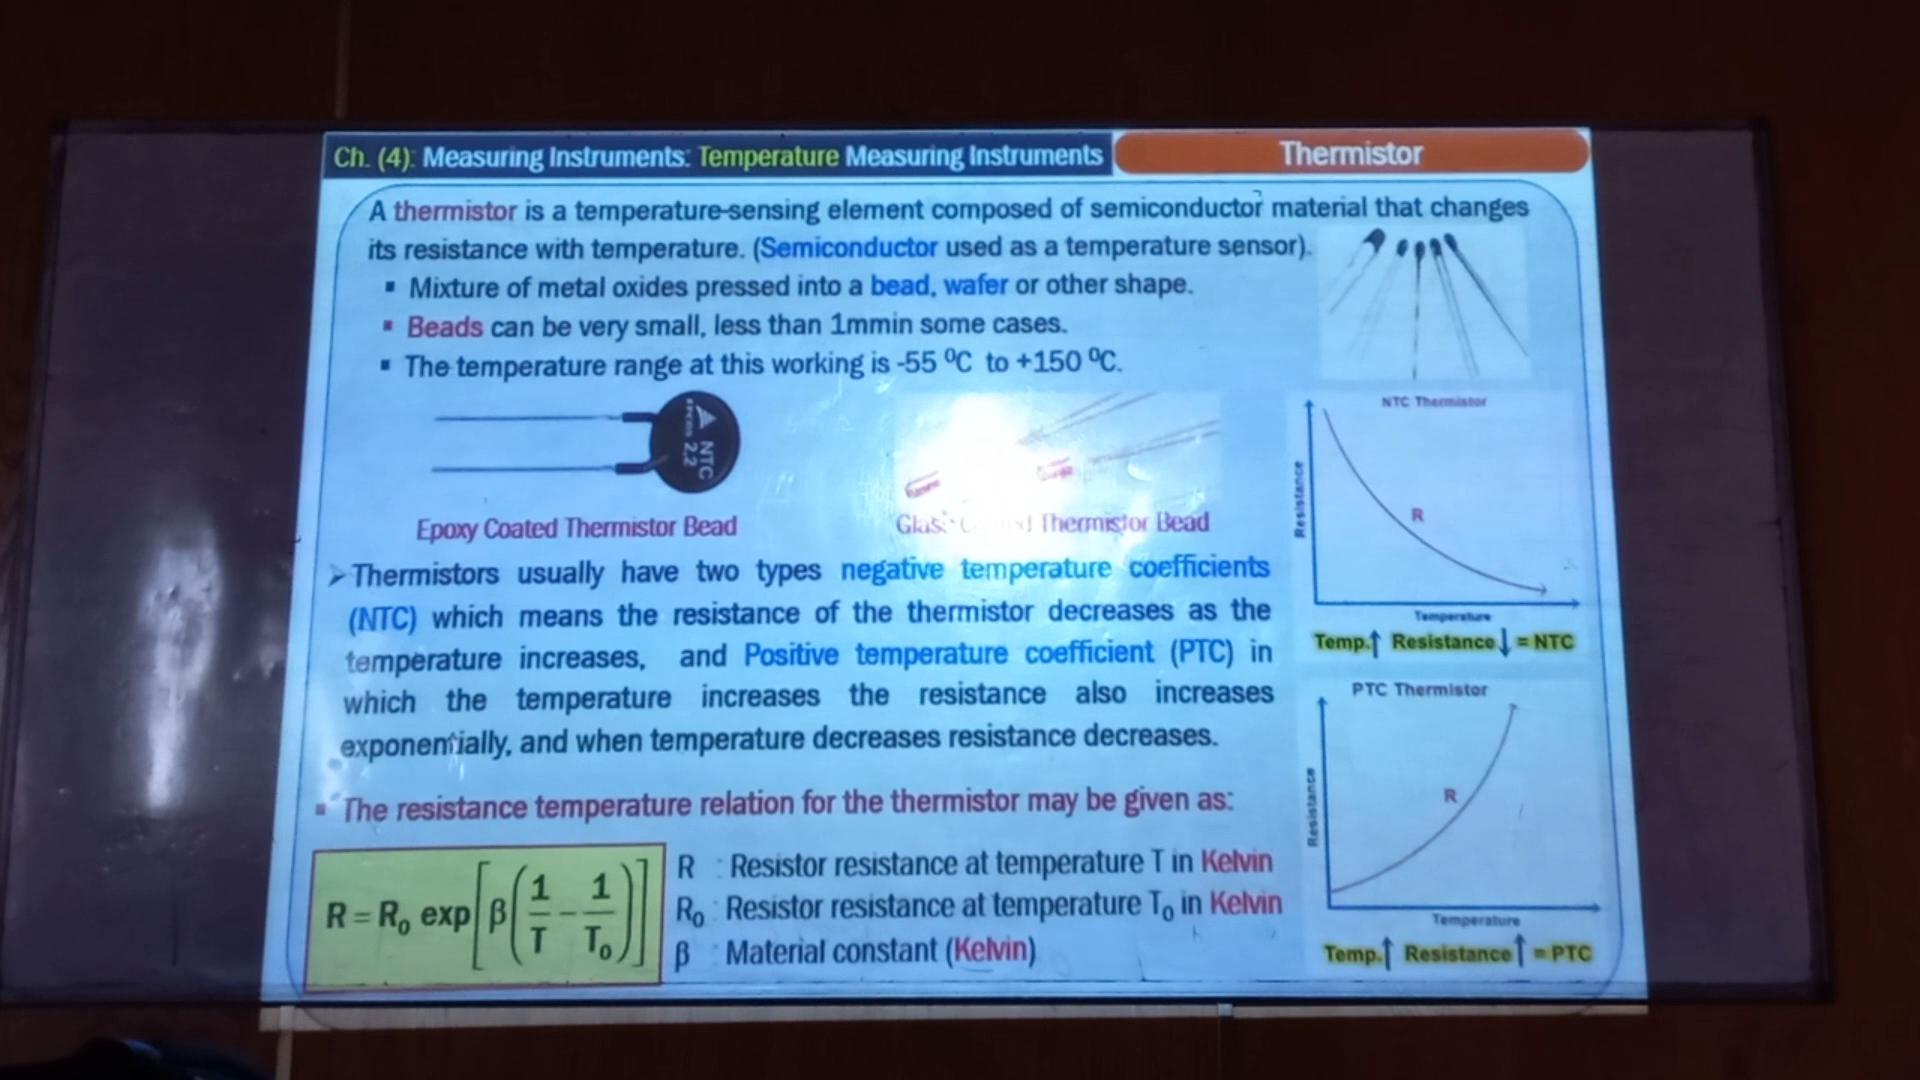 Ch. (4): Measuring Instruments: Temperature Measuring Instruments
Thermistor
A thermistor is a temperature-sensing element composed of semiconductor material that changes
its resistance with temperature. (Semiconductor used as a temperature sensor).
▪ Mixture of metal oxides pressed into a bead, wafer or other shape.
▪ Beads can be very small, less than 1mmin some cases.
▪ The temperature range at this working is -55 ⁰C to +150 ⁰C.
NTC
2,2
Epoxy Coated Thermistor Bead
Thermistor Bead
➢ Thermistors usually have two types negative temperature coefficients
(NTC) which means the resistance of the thermistor decreases as the
temperature increases, and Positive temperature coefficient (PTC) in
which the temperature increases the resistance also increases
exponentially, and when temperature decreases resistance decreases.
NTC Thermistor
Resistance
R
Temperature
Temp.↑ Resistance↓ = NTC
PTC Thermistor
Resistance
R
Temperature
Temp.↑ Resistance↑ = PTC
▪ The resistance temperature relation for the thermistor may be given as:
R = R₀ exp[β(1/T − 1/T₀)]
R : Resistor resistance at temperature T in Kelvin
R₀ : Resistor resistance at temperature T₀ in Kelvin
β : Material constant (Kelvin)